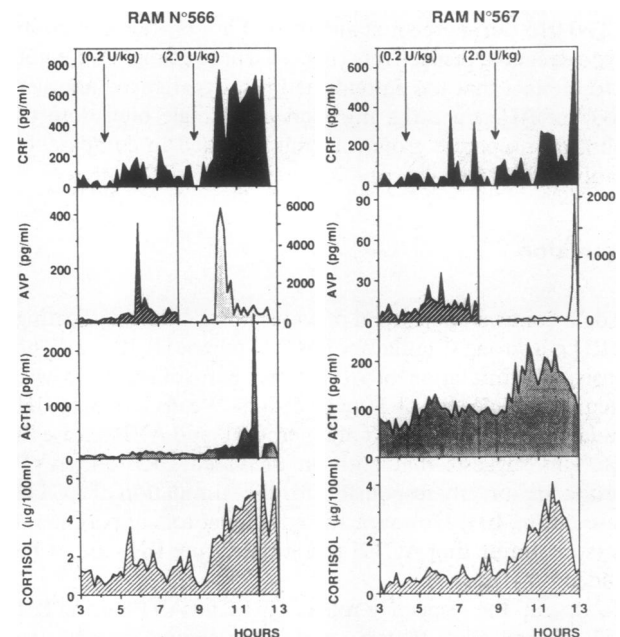 RAM N°566
RAM N°567
(0.2 U/kg) (2.0 U/kg)
(0.2 U/kg) (2.0 U/kg)
800
600
400
200
0
CRF (pg/ml)
600
400
200
0
CRF (pg/ml)
400
200
0
AVP (pg/ml)
6000
4000
2000
0
90
60
30
0
AVP (pg/ml)
2000
1000
0
2000
1000
0
ACTH (pg/ml)
200
100
0
ACTH (pg/ml)
6
4
2
0
CORTISOL (µg/100ml)
4
2
0
CORTISOL (µg/100ml)
3 5 7 9 11 13
HOURS
3 5 7 9 11 13
HOURS